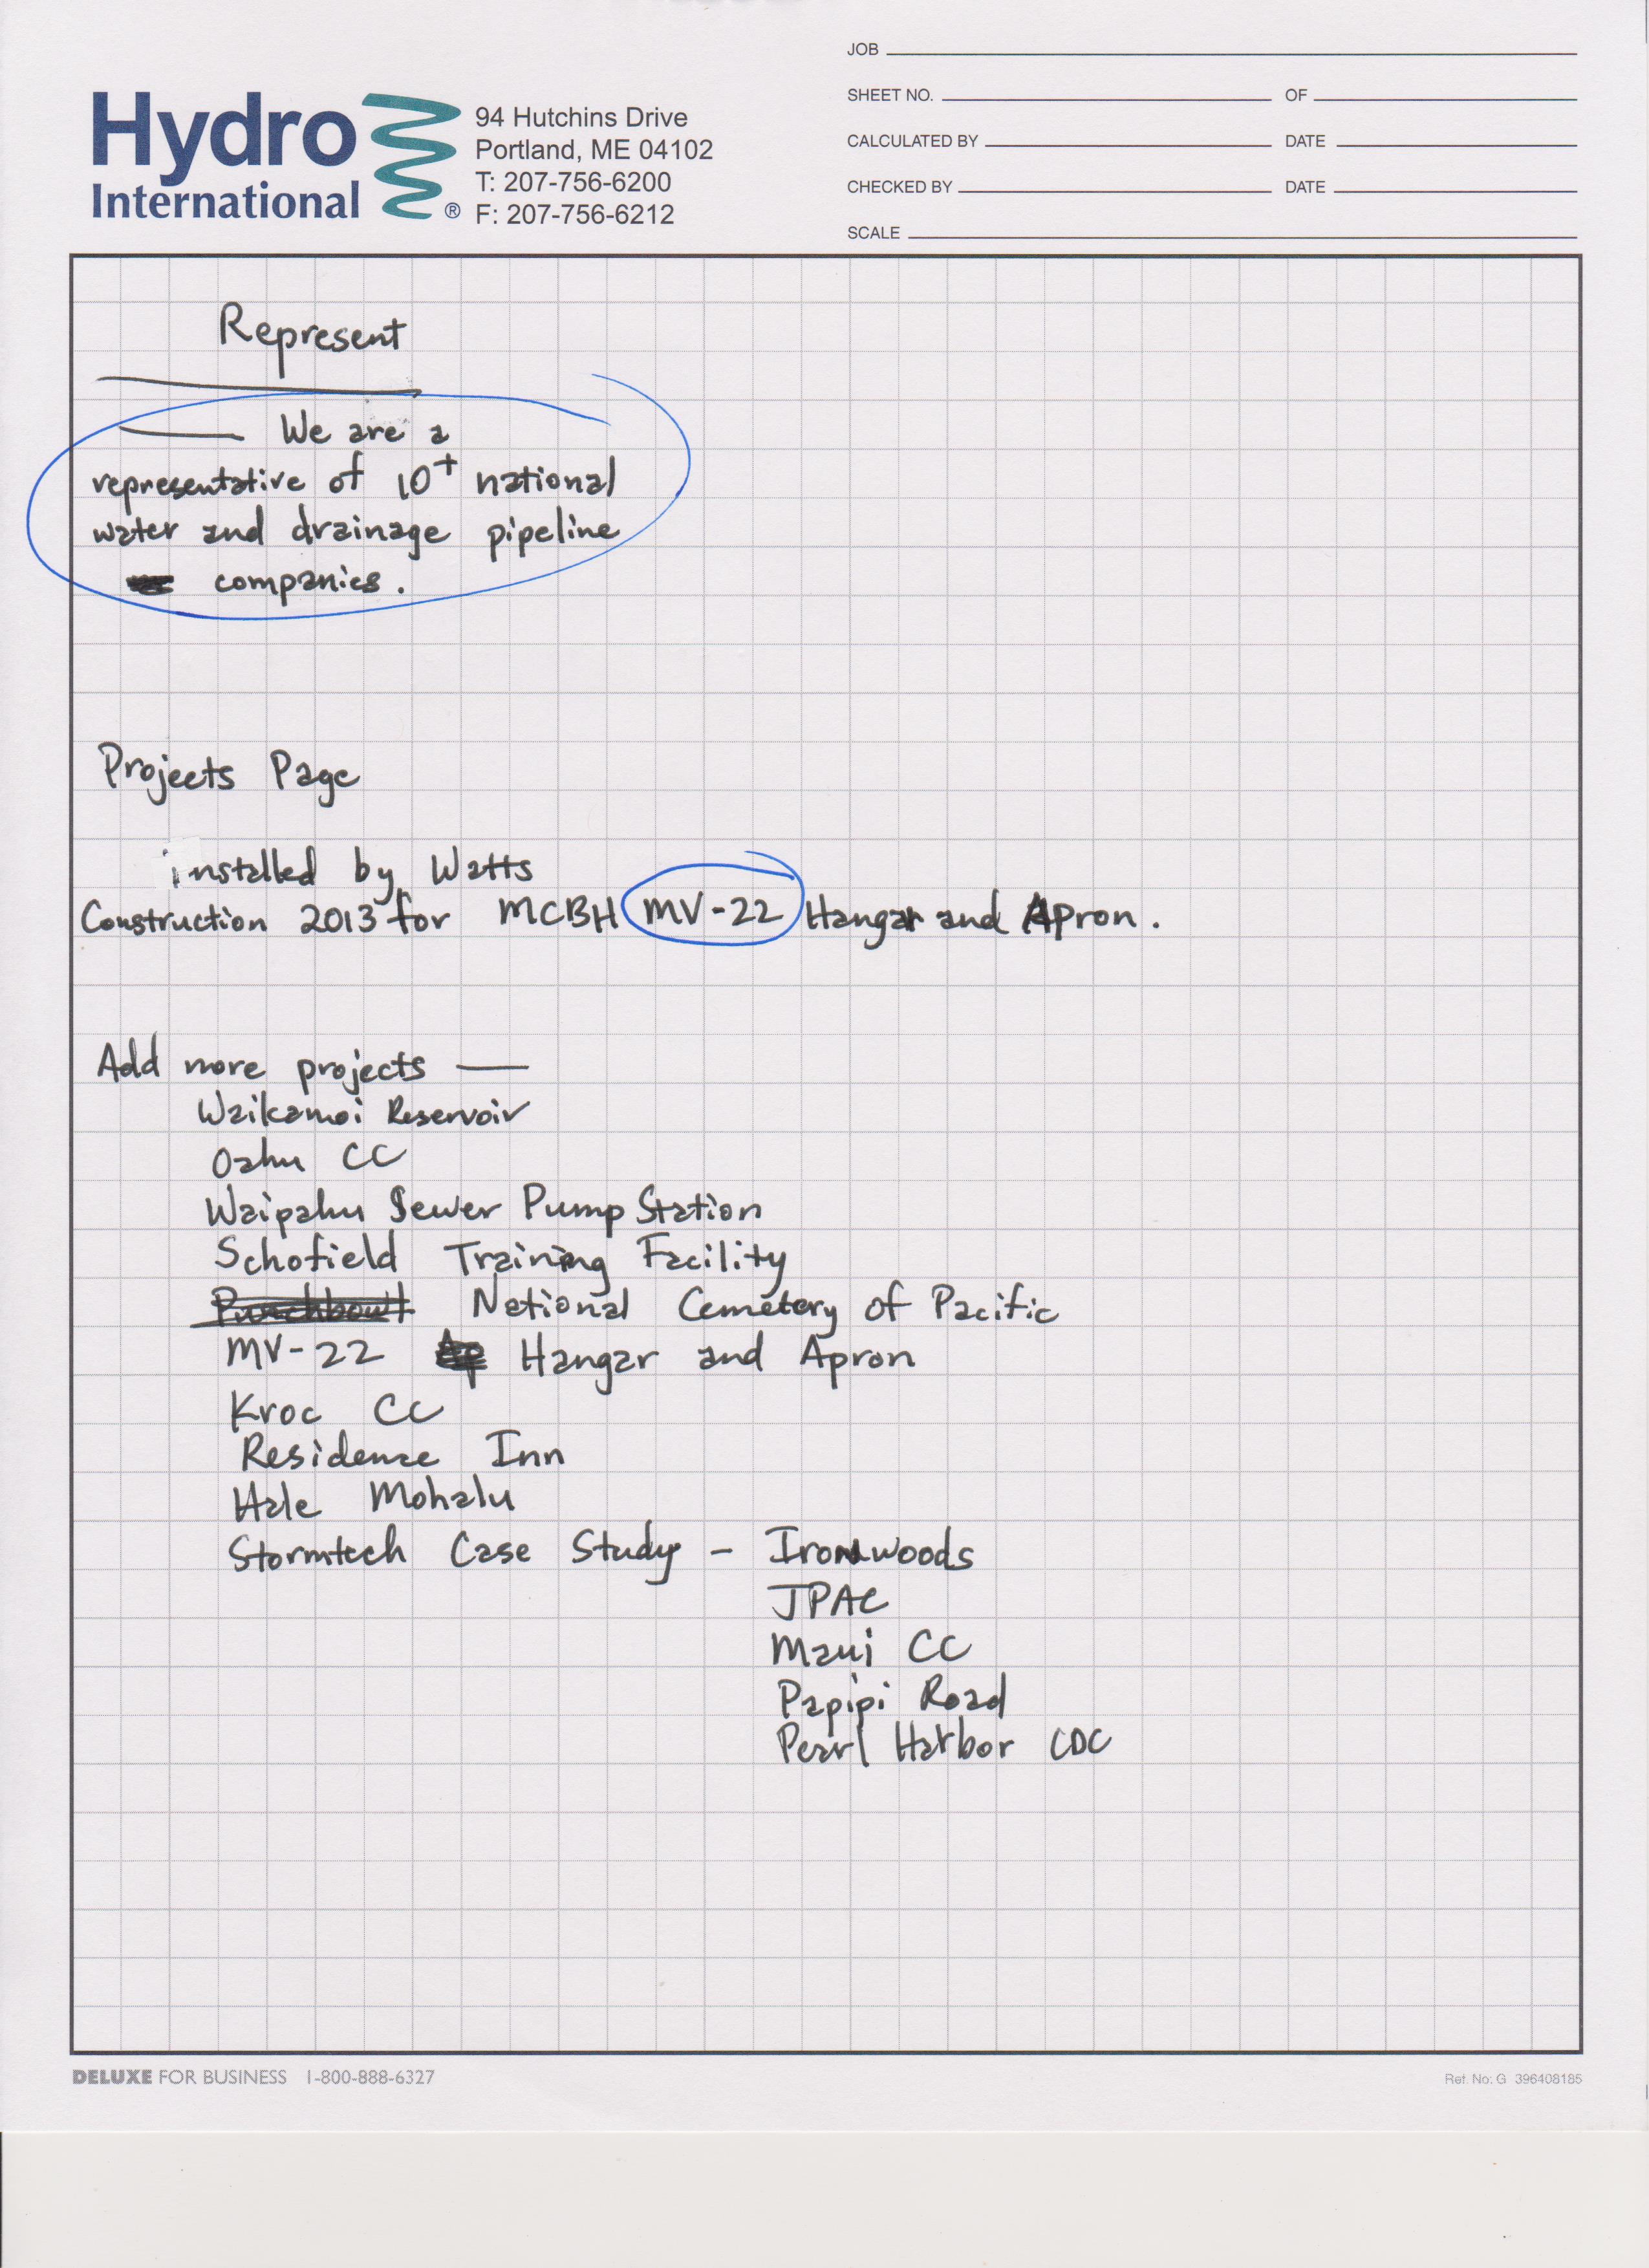 JOB
Hydro International ® 94 Hutchins Drive
SHEET NO. OF
Portland, ME 04102
CALCULATED BY DATE
T: 207-756-6200
CHECKED BY DATE
F: 207-756-6212
SCALE
Represent
We are a
representative of 10+ national
water and drainage pipeline
companies.
Projects Page
installed by Watts
Construction 2013 for MCBH MV-22 Hangar and Apron.
Add more projects —
Waikamoi Reservoir
Oahu CC
Waipahu Sewer Pump Station
Schofield Training Facility
Punchbowl National Cemetery of Pacific
MV-22 Hangar and Apron
Kroc CC
Residence Inn
Hale Mohalu
Stormtech Case Study - Ironwoods
JPAC
Maui CC
Papipi Road
Pearl Harbor CDC
DELUXE FOR BUSINESS 1-800-888-6327
Ref. No: G 396408185